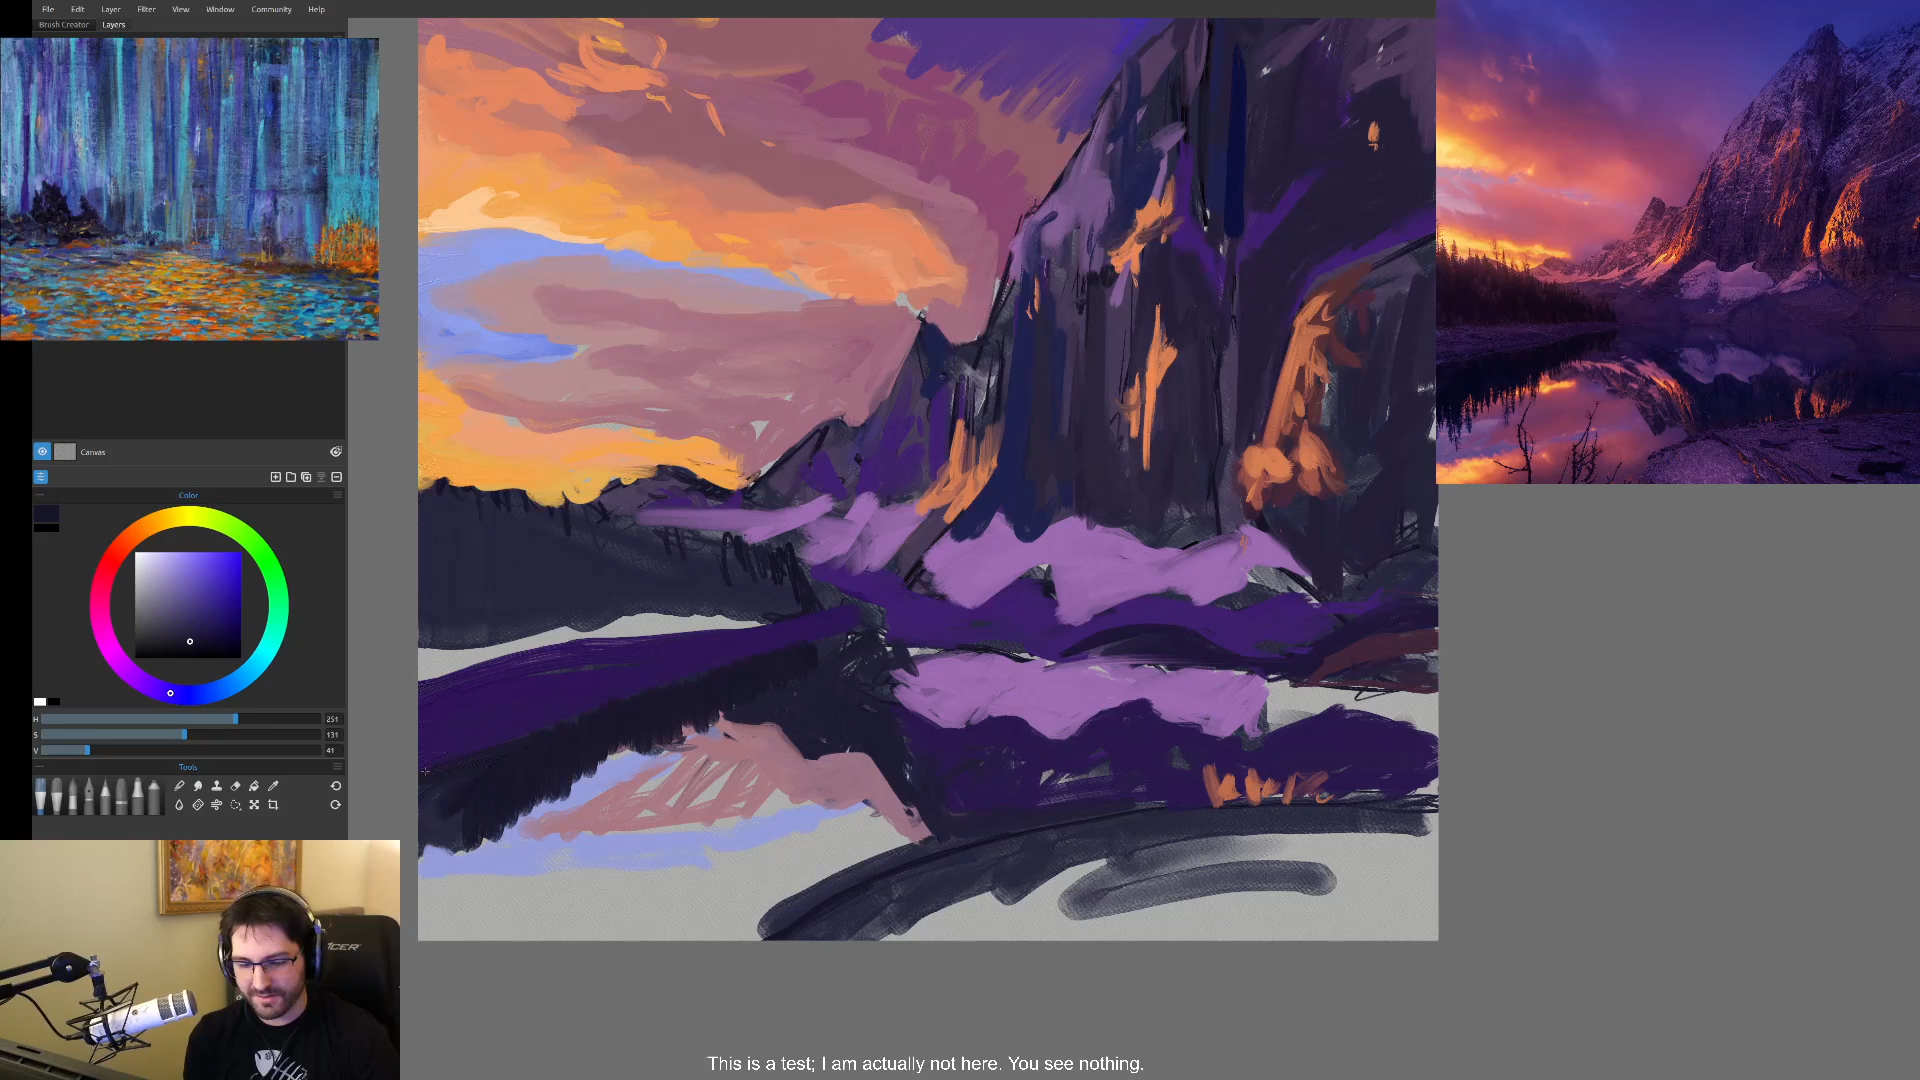 File Edit Layer Filter View Window Community Help
Brush Creator Layers
Canvas
Color
H 251
S 131
V 41
Tools
This is a test; I am actually not here. You see nothing.